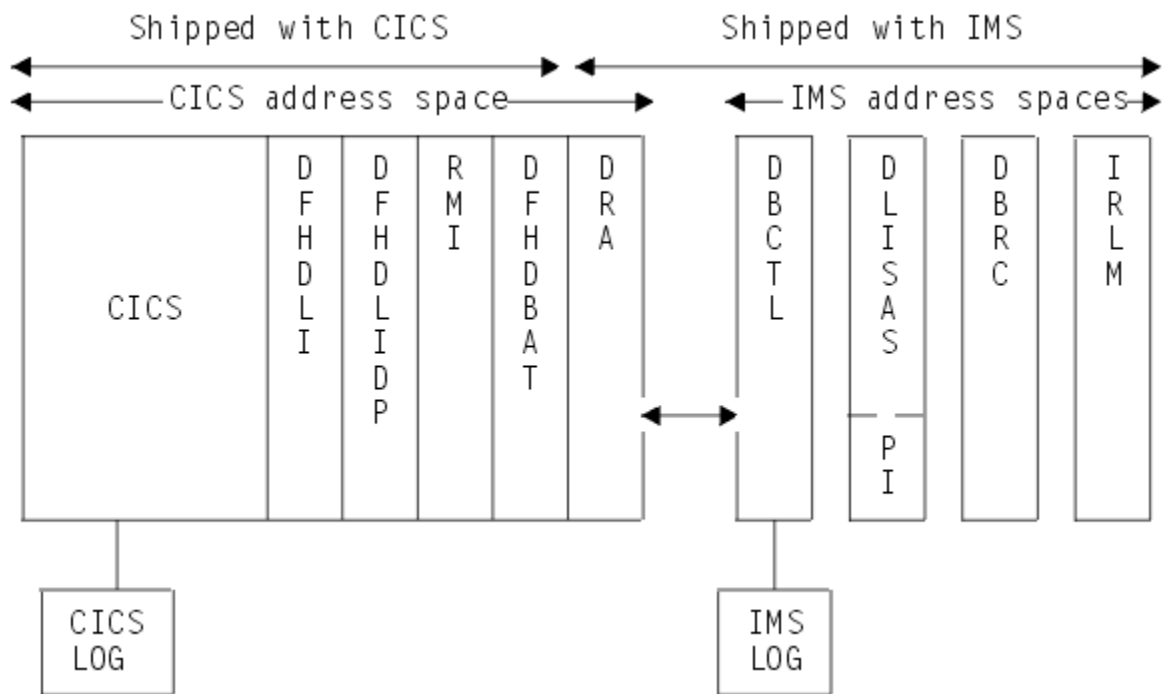 Shipped with CICS
Shipped with IMS
CICS address space
IMS address spaces
CICS
DFHDLI
DFHDLIDP
RMI
DFHDBAT
DRA
DBCTL
DLISAS
PI
DBRC
IRLM
CICS
LOG
IMS
LOG